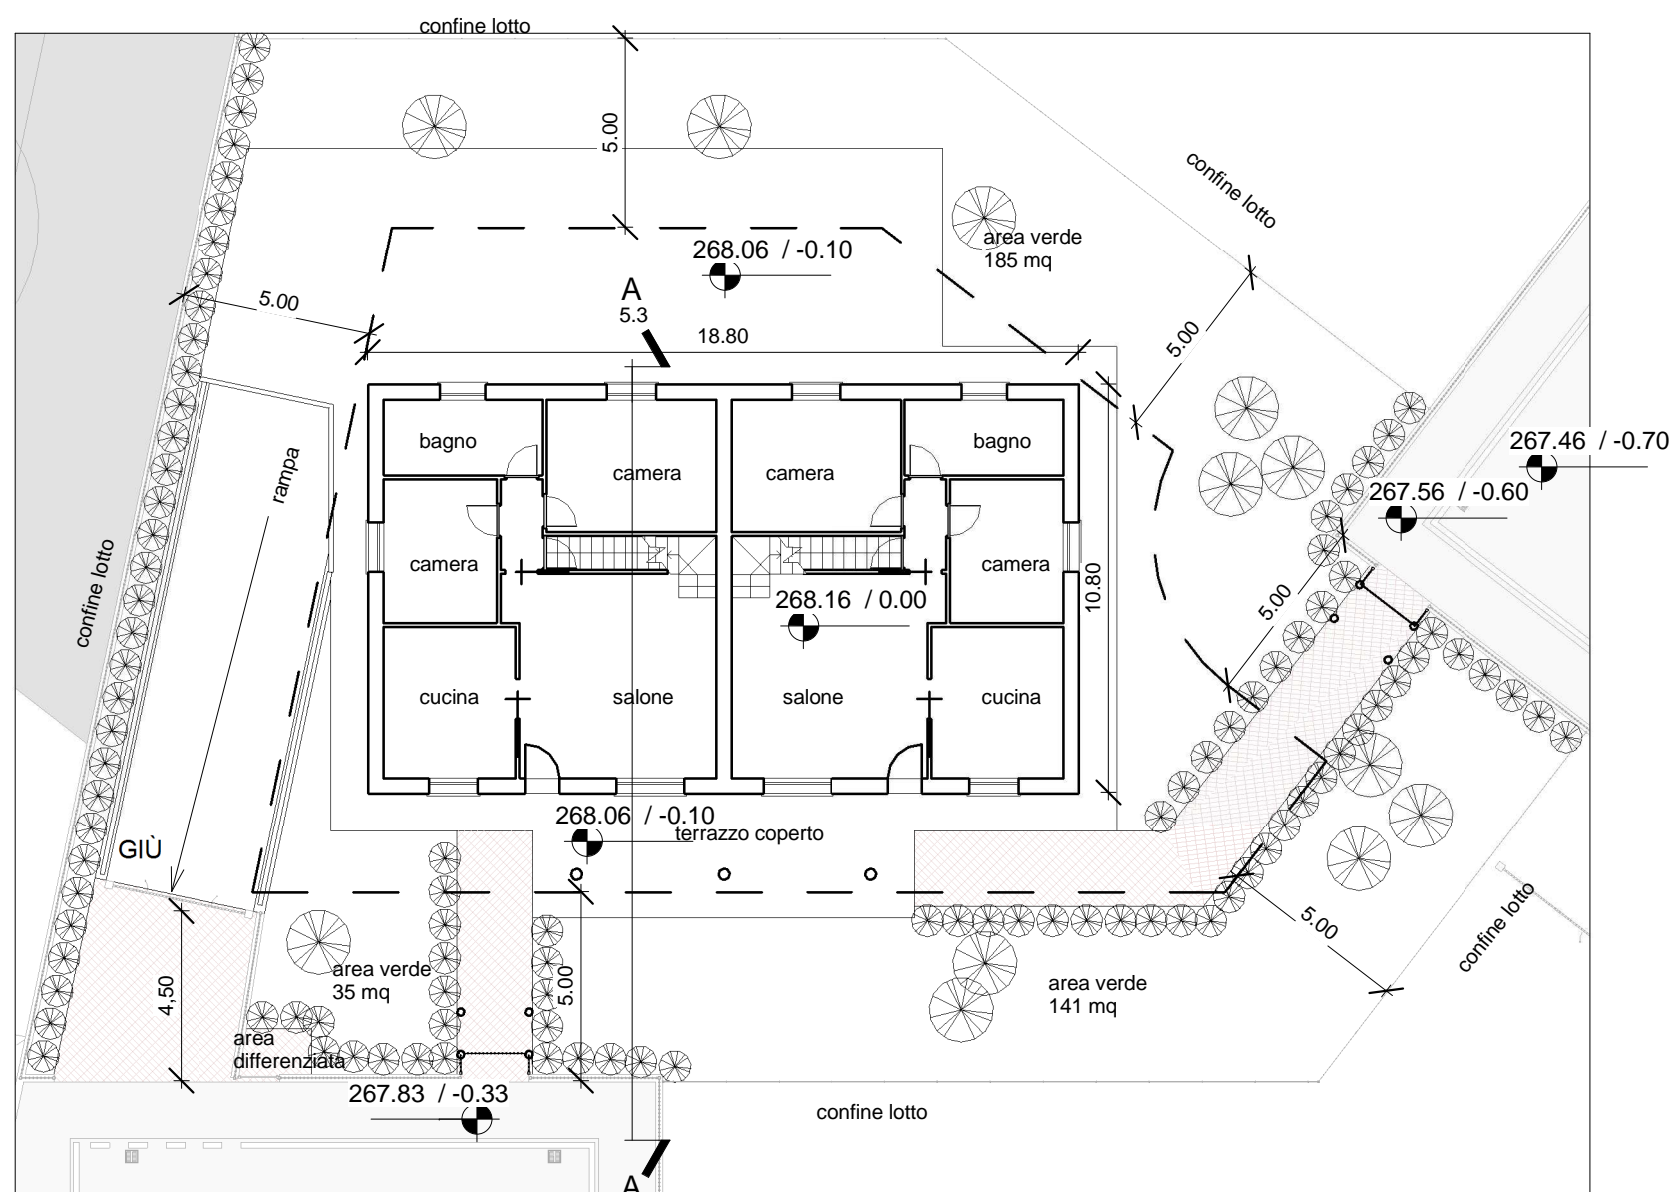 confine lotto
5.00
confine lotto
area verde
185 mq
268.06 / -0.10
A
5.3
5.00
18.80
5.00
bagno
camera
camera
bagno
267.46 / -0.70
267.56 / -0.60
rampa
confine lotto
camera
camera
10.80
5.00
268.16 / 0.00
cucina
salone
salone
cucina
268.06 / -0.10
terrazzo coperto
GIÙ
5.00
confine lotto
area verde
35 mq
4,50
5.00
area verde
141 mq
area
differenziata
267.83 / -0.33
confine lotto
A